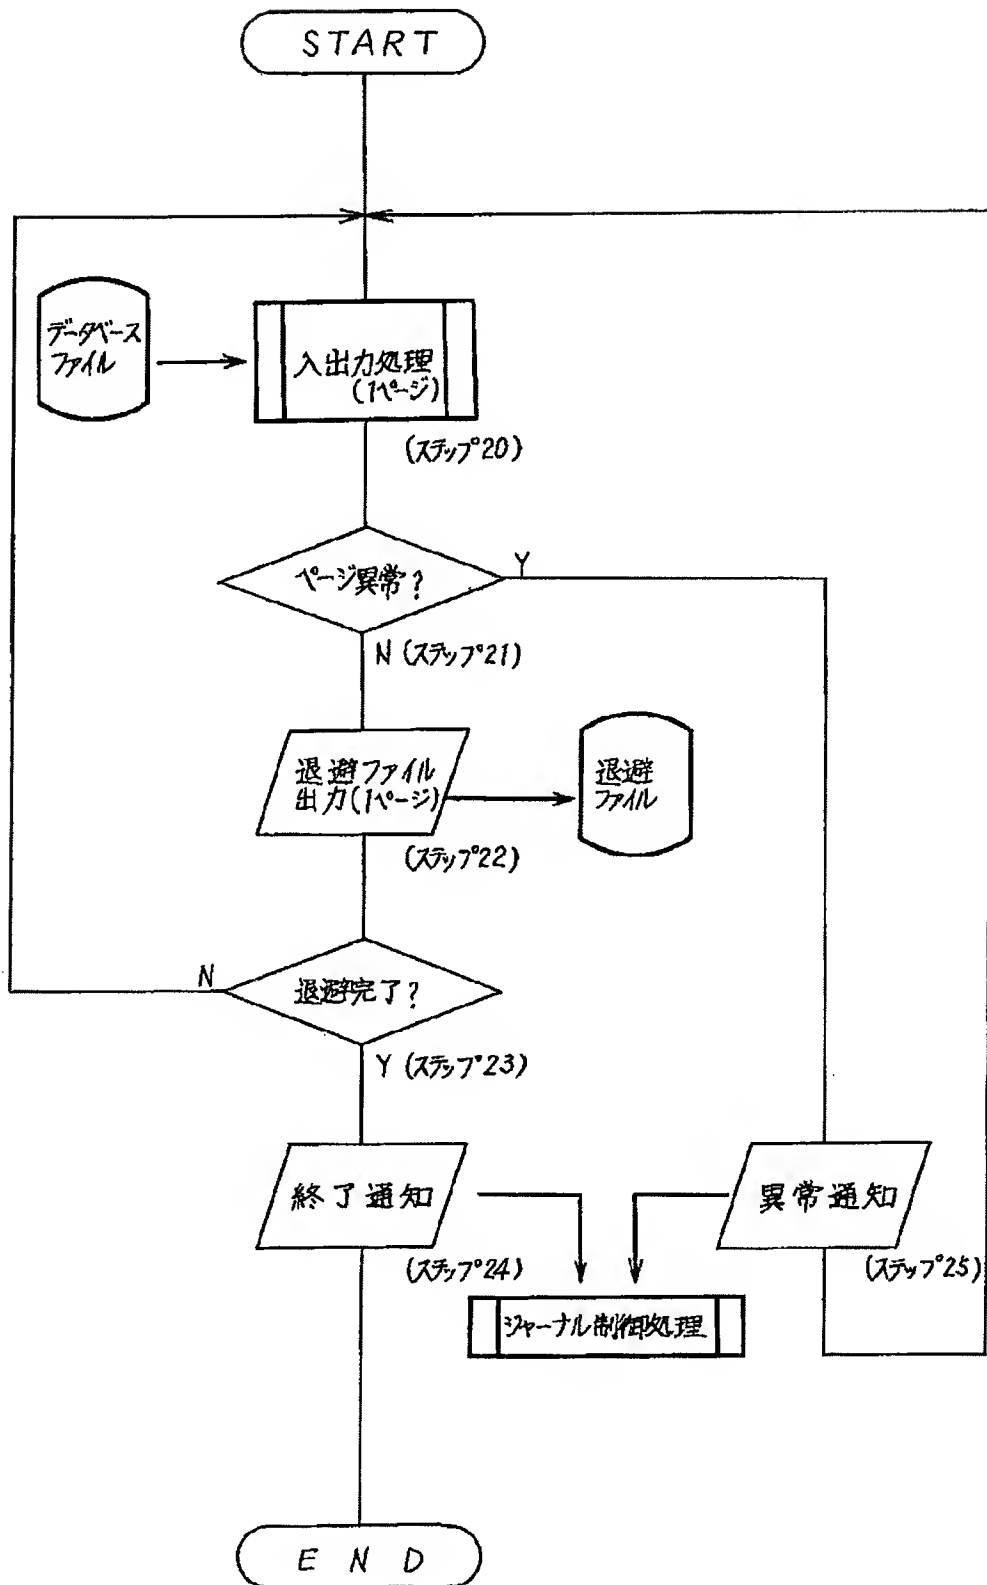 START
データベース
ファイル
入出力処理
(1ページ)
(ステップ20)
ページ異常?
Y
N (ステップ21)
退避ファイル
出力(1ページ)
退避
ファイル
(ステップ22)
N
退避完了?
Y (ステップ23)
終了通知
異常通知
(ステップ24)
(ステップ25)
ジャーナル制御処理
END